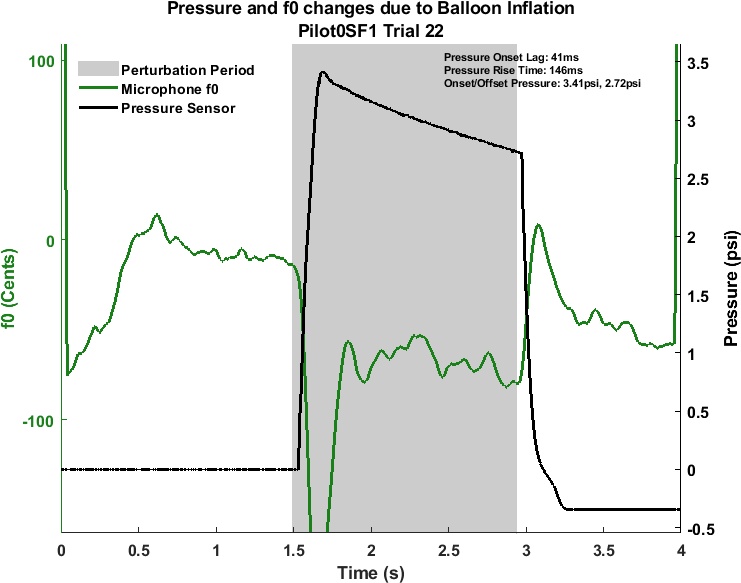 Pressure and f0 changes due to Balloon Inflation
Pilot0SF1 Trial 22
Perturbation Period
Microphone f0
Pressure Sensor
Pressure Onset Lag: 41ms
Pressure Rise Time: 146ms
Onset/Offset Pressure: 3.41psi, 2.72psi
100
0
-100
f0 (Cents)
3.5
3
2.5
2
1.5
1
0.5
0
-0.5
Pressure (psi)
0
0.5
1
1.5
2
2.5
3
3.5
4
Time (s)